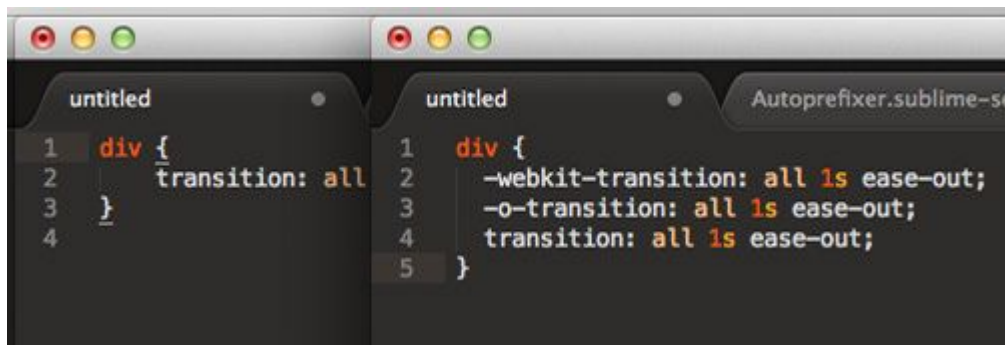 untitled
1 div {
2 transition: all
3 }
4
untitled
Autoprefixer.sublime-se
1 div {
2 -webkit-transition: all 1s ease-out;
3 -o-transition: all 1s ease-out;
4 transition: all 1s ease-out;
5 }